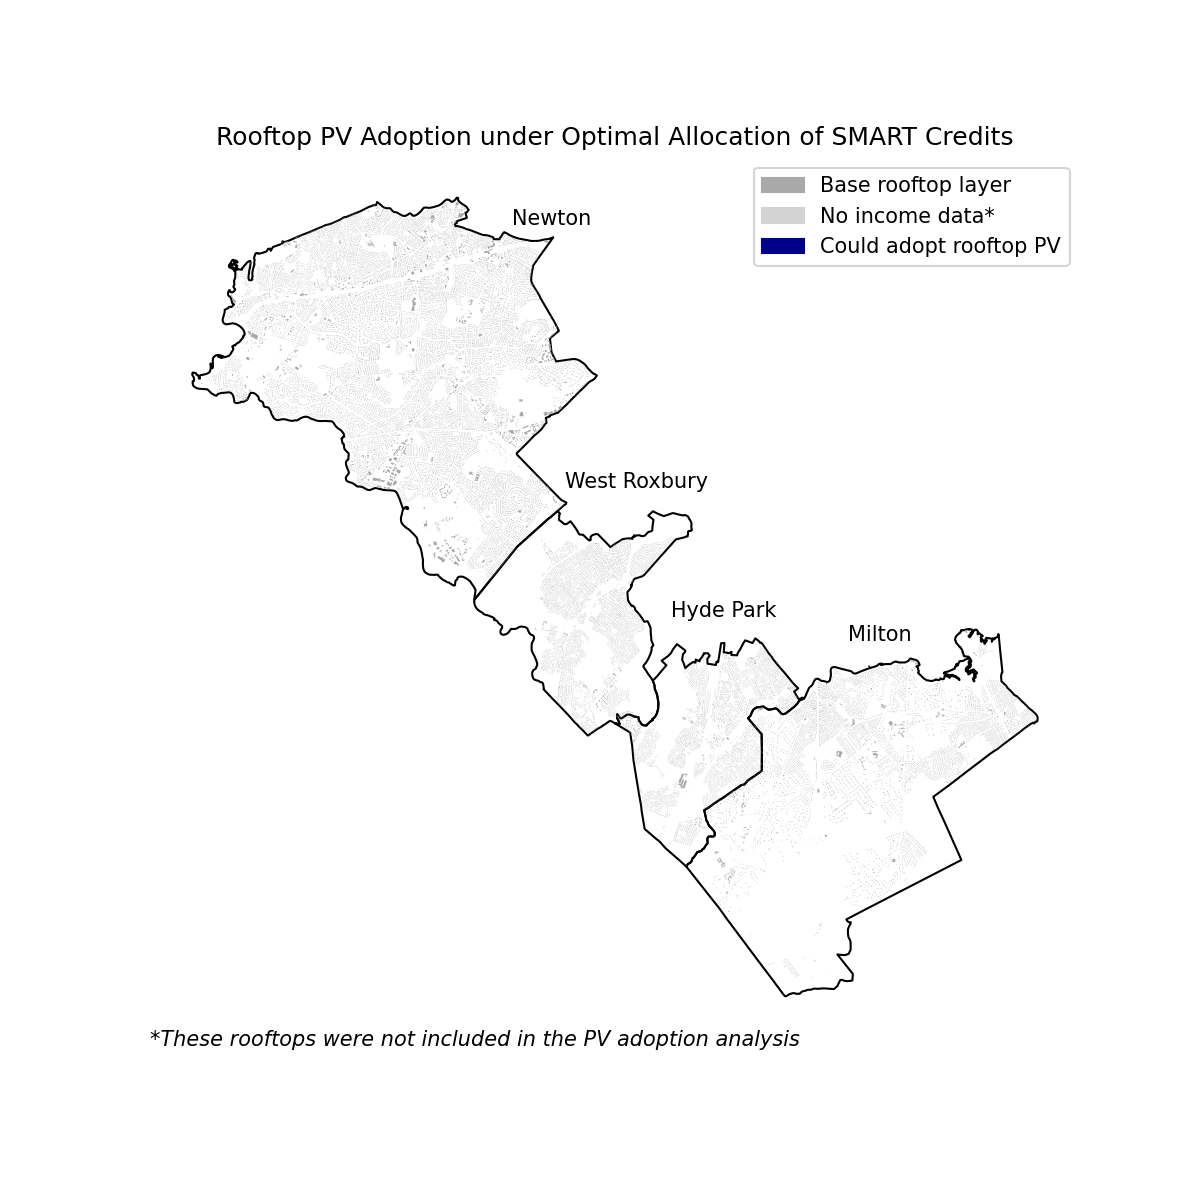 Rooftop PV Adoption under Optimal Allocation of SMART Credits
Base rooftop layer
No income data*
Could adopt rooftop PV
Newton
West Roxbury
Hyde Park
Milton
*These rooftops were not included in the PV adoption analysis